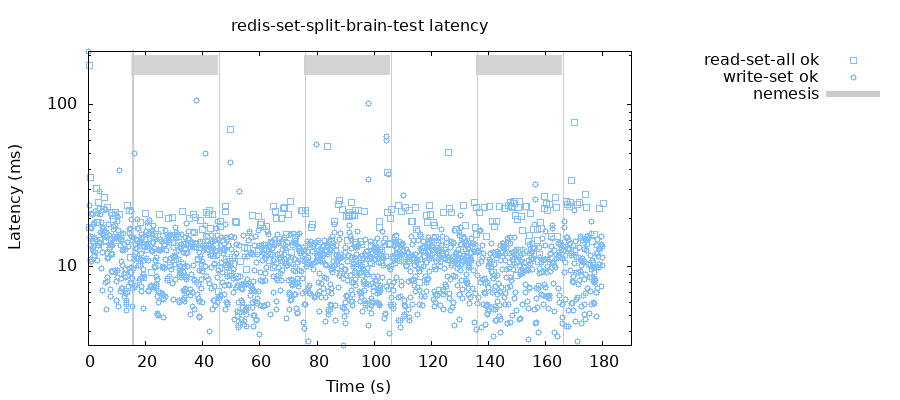 redis-set-split-brain-test latency
read-set-all ok
write-set ok
nemesis
Latency (ms)
100
10
0 20 40 60 80 100 120 140 160 180
Time (s)